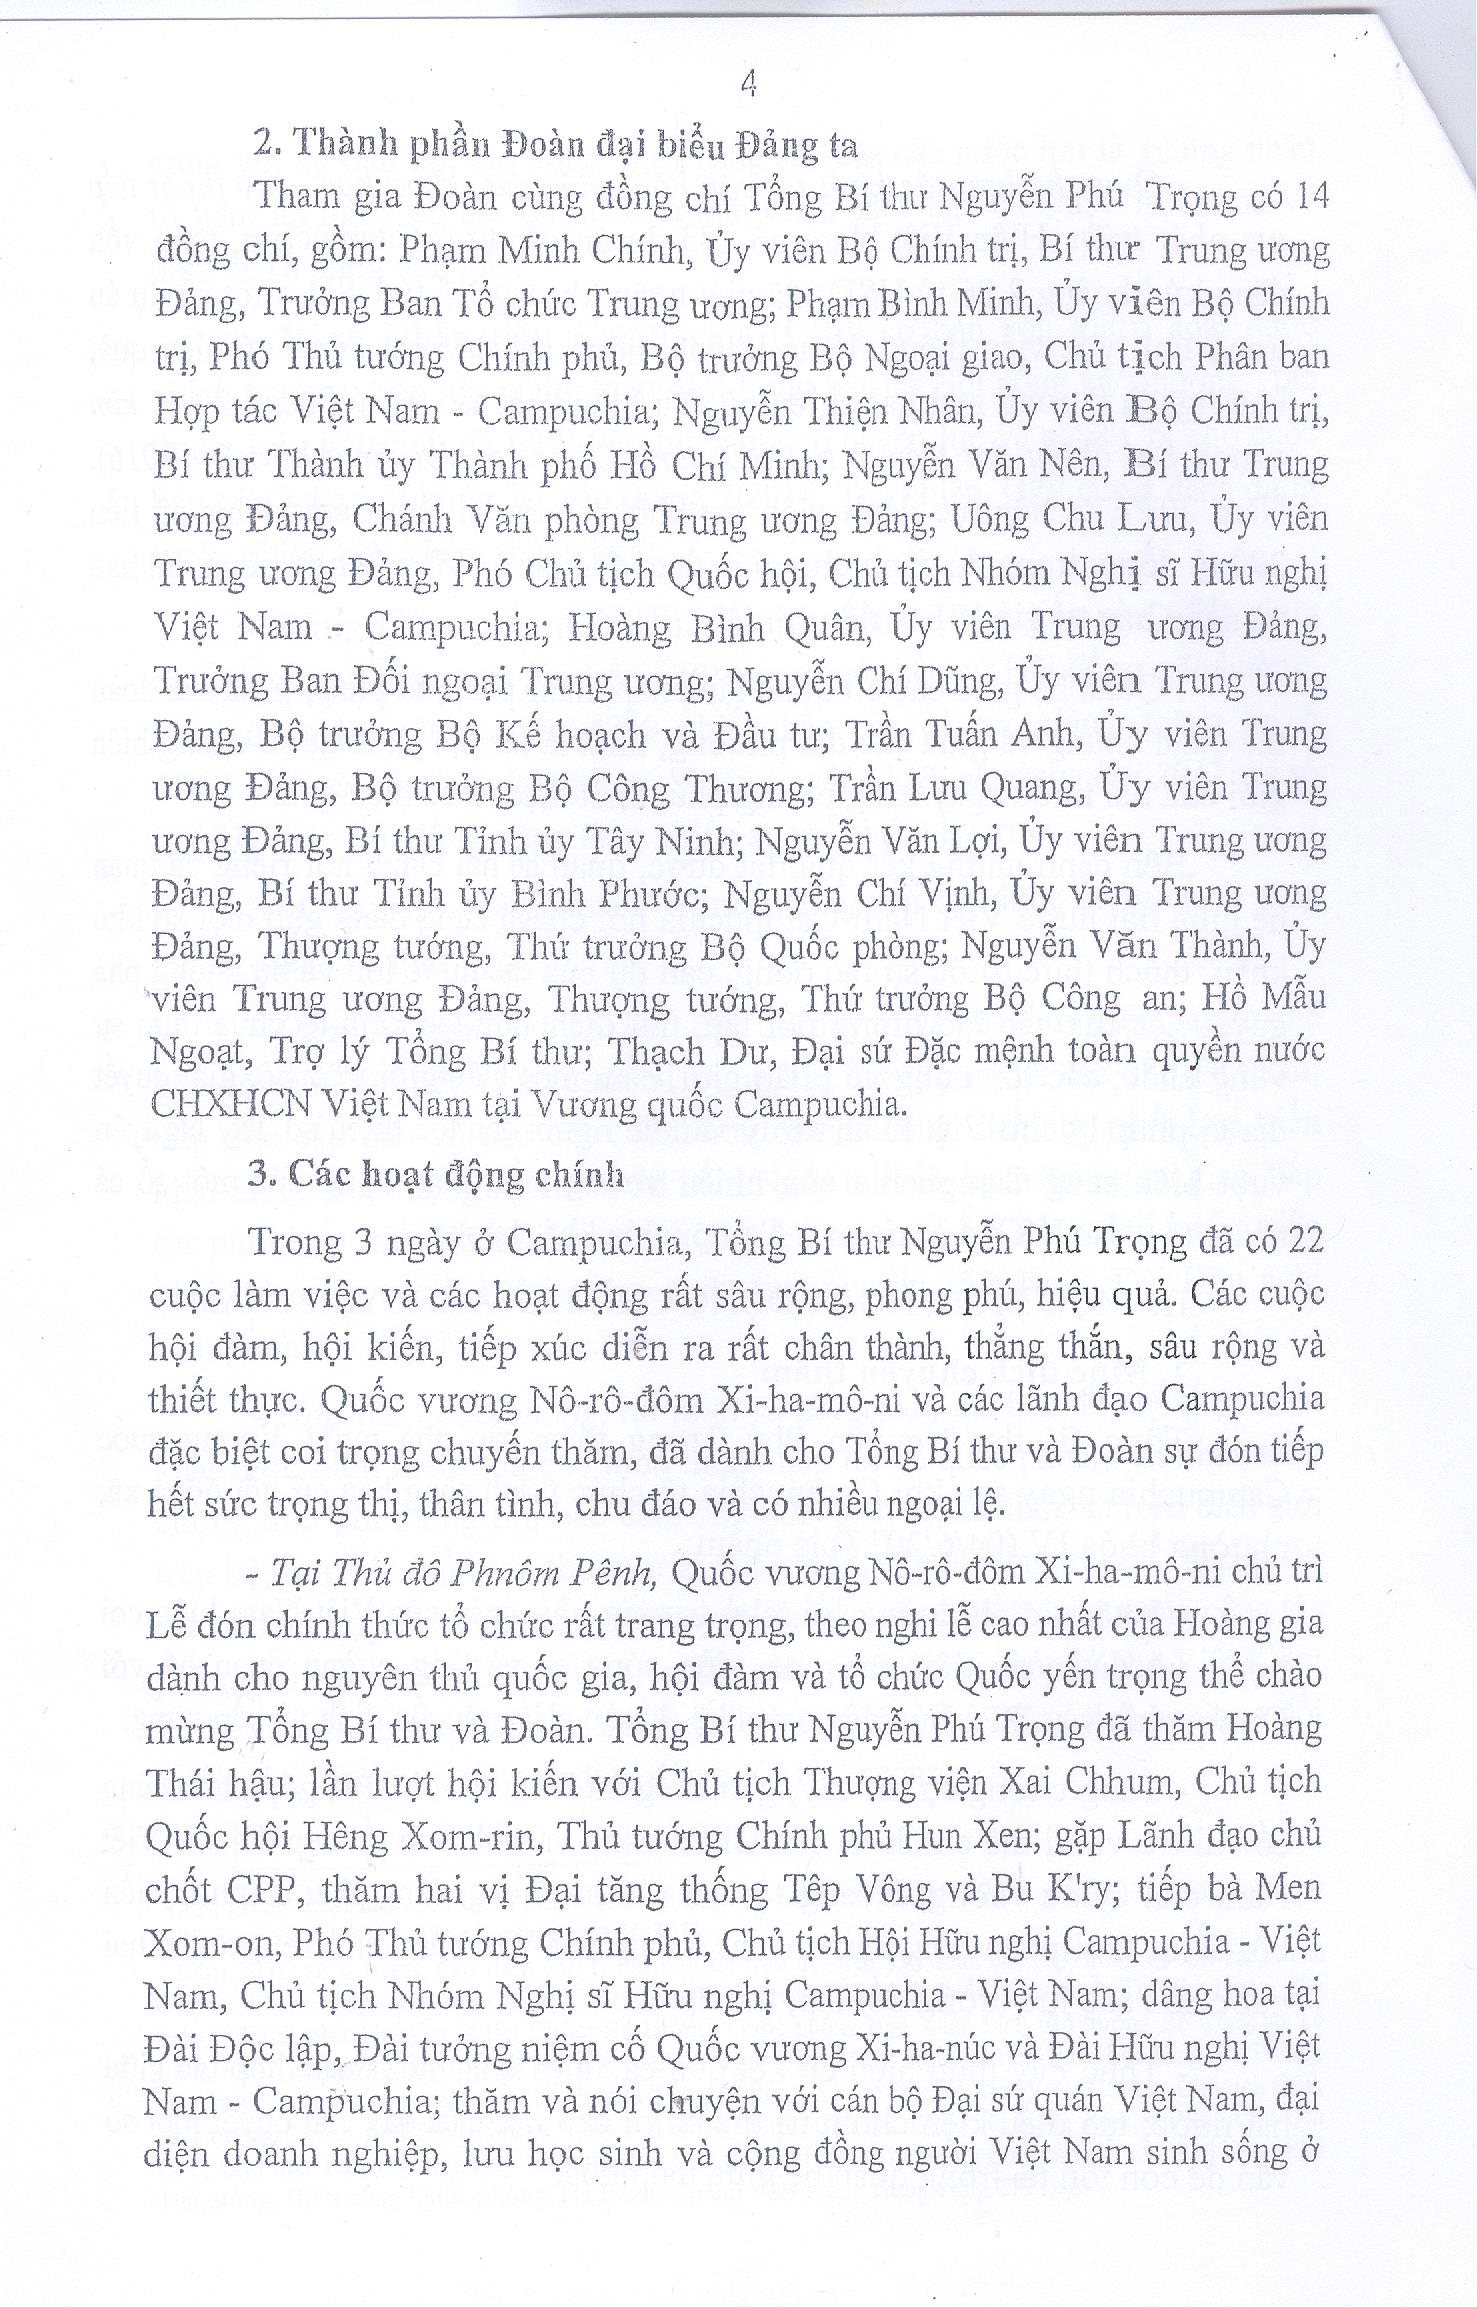 4
2. Thành phần Đoàn đại biểu Đảng ta
Tham gia Đoàn cùng đồng chí Tổng Bí thư Nguyễn Phú Trọng có 14
đồng chí, gồm: Phạm Minh Chính, Ủy viên Bộ Chính trị, Bí thư Trung ương
Đảng, Trưởng Ban Tổ chức Trung ương; Phạm Bình Minh, Ủy viên Bộ Chính
trị, Phó Thủ tướng Chính phủ, Bộ trưởng Bộ Ngoại giao, Chủ tịch Phân ban
Hợp tác Việt Nam - Campuchia; Nguyễn Thiện Nhân, Ủy viên Bộ Chính trị,
Bí thư Thành ủy Thành phố Hồ Chí Minh; Nguyễn Văn Nên, Bí thư Trung
ương Đảng, Chánh Văn phòng Trung ương Đảng; Uông Chu Lưu, Ủy viên
Trung ương Đảng, Phó Chủ tịch Quốc hội, Chủ tịch Nhóm Nghị sĩ Hữu nghị
Việt Nam - Campuchia; Hoàng Bình Quân, Ủy viên Trung ương Đảng,
Trưởng Ban Đối ngoại Trung ương; Nguyễn Chí Dũng, Ủy viên Trung ương
Đảng, Bộ trưởng Bộ Kế hoạch và Đầu tư; Trần Tuấn Anh, Ủy viên Trung
ương Đảng, Bộ trưởng Bộ Công Thương; Trần Lưu Quang, Ủy viên Trung
ương Đảng, Bí thư Tỉnh ủy Tây Ninh; Nguyễn Văn Lợi, Ủy viên Trung ương
Đảng, Bí thư Tỉnh ủy Bình Phước; Nguyễn Chí Vịnh, Ủy viên Trung ương
Đảng, Thượng tướng, Thứ trưởng Bộ Quốc phòng; Nguyễn Văn Thành, Ủy
viên Trung ương Đảng, Thượng tướng, Thứ trưởng Bộ Công an; Hồ Mẫu
Ngoạt, Trợ lý Tổng Bí thư; Thạch Dư, Đại sứ Đặc mệnh toàn quyền nước
CHXHCN Việt Nam tại Vương quốc Campuchia.
3. Các hoạt động chính
Trong 3 ngày ở Campuchia, Tổng Bí thư Nguyễn Phú Trọng đã có 22
cuộc làm việc và các hoạt động rất sâu rộng, phong phú, hiệu quả. Các cuộc
hội đàm, hội kiến, tiếp xúc diễn ra rất chân thành, thẳng thắn, sâu rộng và
thiết thực. Quốc vương Nô-rô-đôm Xi-ha-mô-ni và các lãnh đạo Campuchia
đặc biệt coi trọng chuyến thăm, đã dành cho Tổng Bí thư và Đoàn sự đón tiếp
hết sức trọng thị, thân tình, chu đáo và có nhiều ngoại lệ.
- Tại Thủ đô Phnôm Pênh, Quốc vương Nô-rô-đôm Xi-ha-mô-ni chủ trì
Lễ đón chính thức tổ chức rất trang trọng, theo nghi lễ cao nhất của Hoàng gia
dành cho nguyên thủ quốc gia, hội đàm và tổ chức Quốc yến trọng thể chào
mừng Tổng Bí thư và Đoàn. Tổng Bí thư Nguyễn Phú Trọng đã thăm Hoàng
Thái hậu; lần lượt hội kiến với Chủ tịch Thượng viện Xai Chhum, Chủ tịch
Quốc hội Hêng Xom-rin, Thủ tướng Chính phủ Hun Xen; gặp Lãnh đạo chủ
chốt CPP, thăm hai vị Đại tăng thống Têp Vông và Bu K'ry; tiếp bà Men
Xom-on, Phó Thủ tướng Chính phủ, Chủ tịch Hội Hữu nghị Campuchia - Việt
Nam, Chủ tịch Nhóm Nghị sĩ Hữu nghị Campuchia - Việt Nam; dâng hoa tại
Đài Độc lập, Đài tưởng niệm cố Quốc vương Xi-ha-núc và Đài Hữu nghị Việt
Nam - Campuchia; thăm và nói chuyện với cán bộ Đại sứ quán Việt Nam, đại
diện doanh nghiệp, lưu học sinh và cộng đồng người Việt Nam sinh sống ở